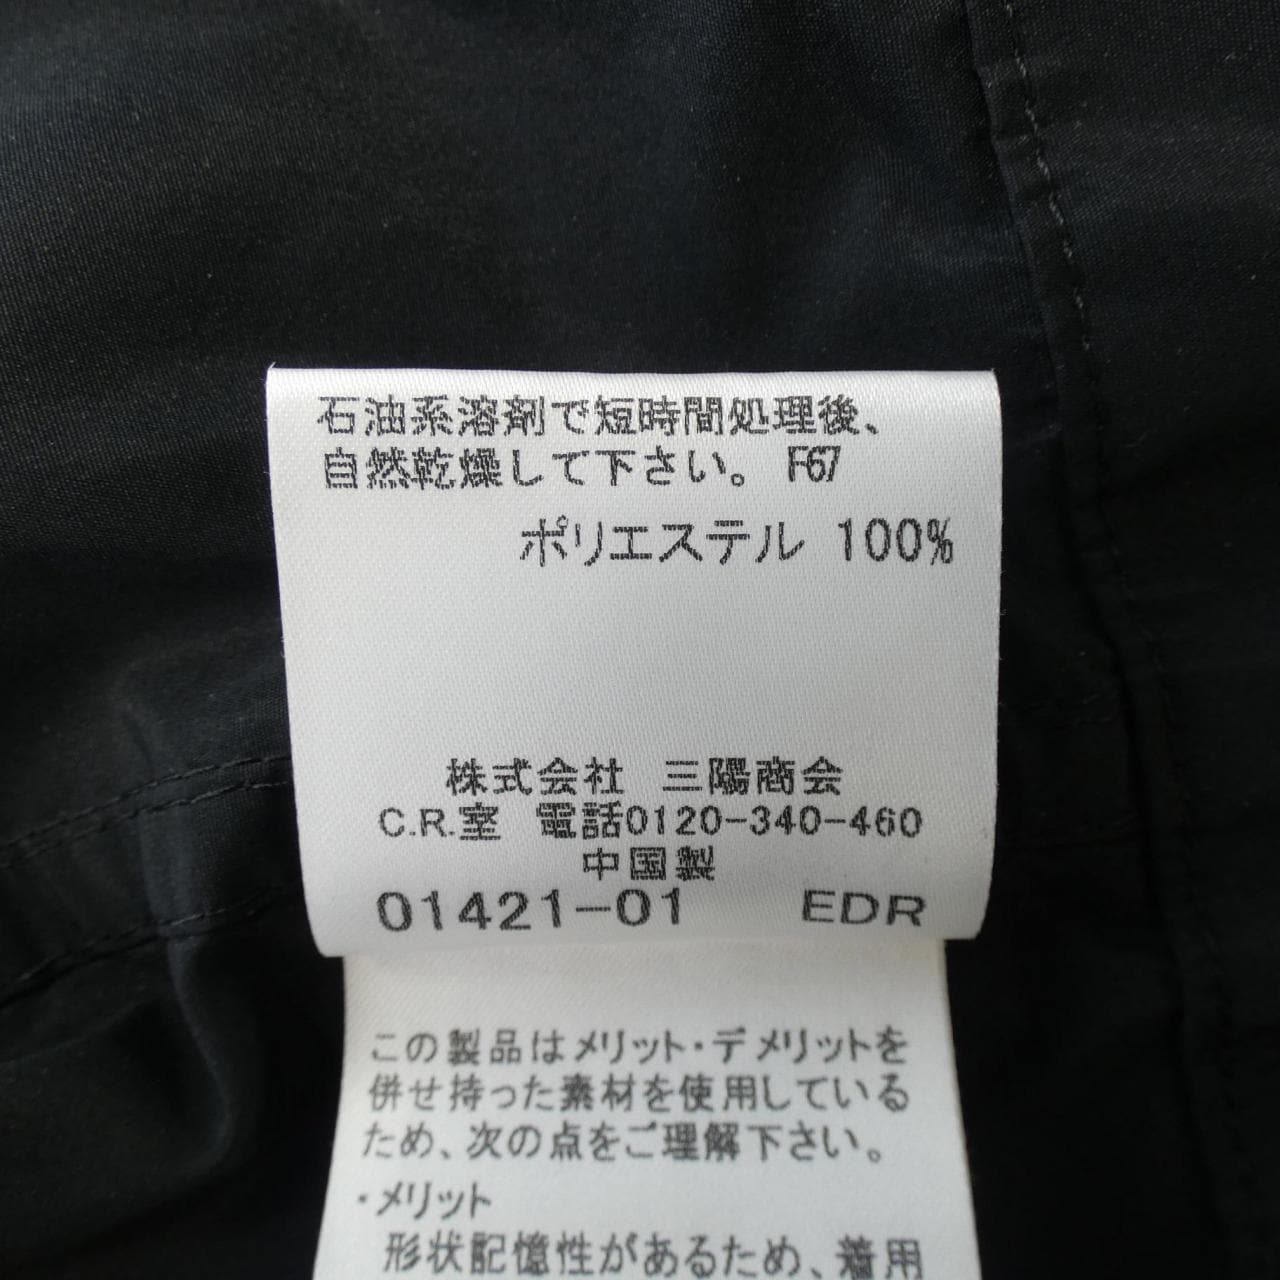 石油系溶剤で短時間処理後、
自然乾燥して下さい。 F67
ポリエステル 100%
株式会社 三陽商会
C.R.室 電話0120-340-460
中国製
01421-01 EDR
この製品はメリット・デメリットを
併せ持った素材を使用している
ため、次の点をご理解下さい。
・メリット
形状記憶性があるため、着用